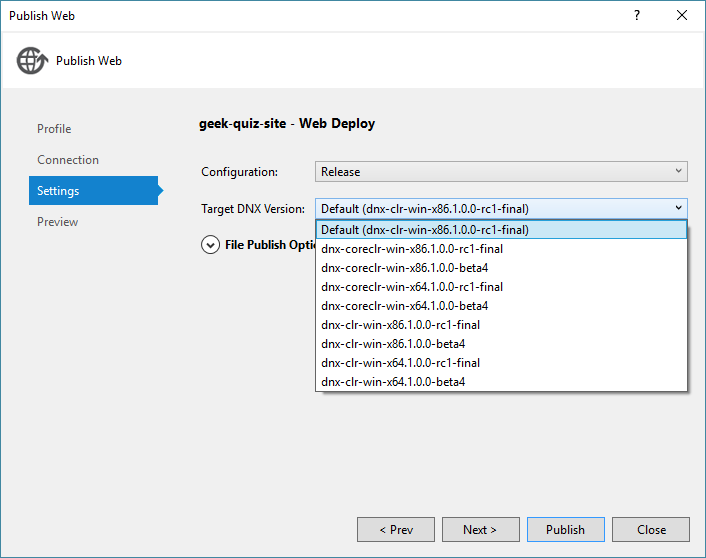 Publish Web
?
Publish Web
Profile
Connection
Settings
Preview
geek-quiz-site - Web Deploy
Configuration:
Release
Target DNX Version:
Default (dnx-clr-win-x86.1.0.0-rc1-final)
Default (dnx-clr-win-x86.1.0.0-rc1-final)
dnx-coreclr-win-x86.1.0.0-rc1-final
dnx-coreclr-win-x86.1.0.0-beta4
dnx-coreclr-win-x64.1.0.0-rc1-final
dnx-coreclr-win-x64.1.0.0-beta4
dnx-clr-win-x86.1.0.0-rc1-final
dnx-clr-win-x86.1.0.0-beta4
dnx-clr-win-x64.1.0.0-rc1-final
dnx-clr-win-x64.1.0.0-beta4
File Publish Opti
< Prev
Next >
Publish
Close